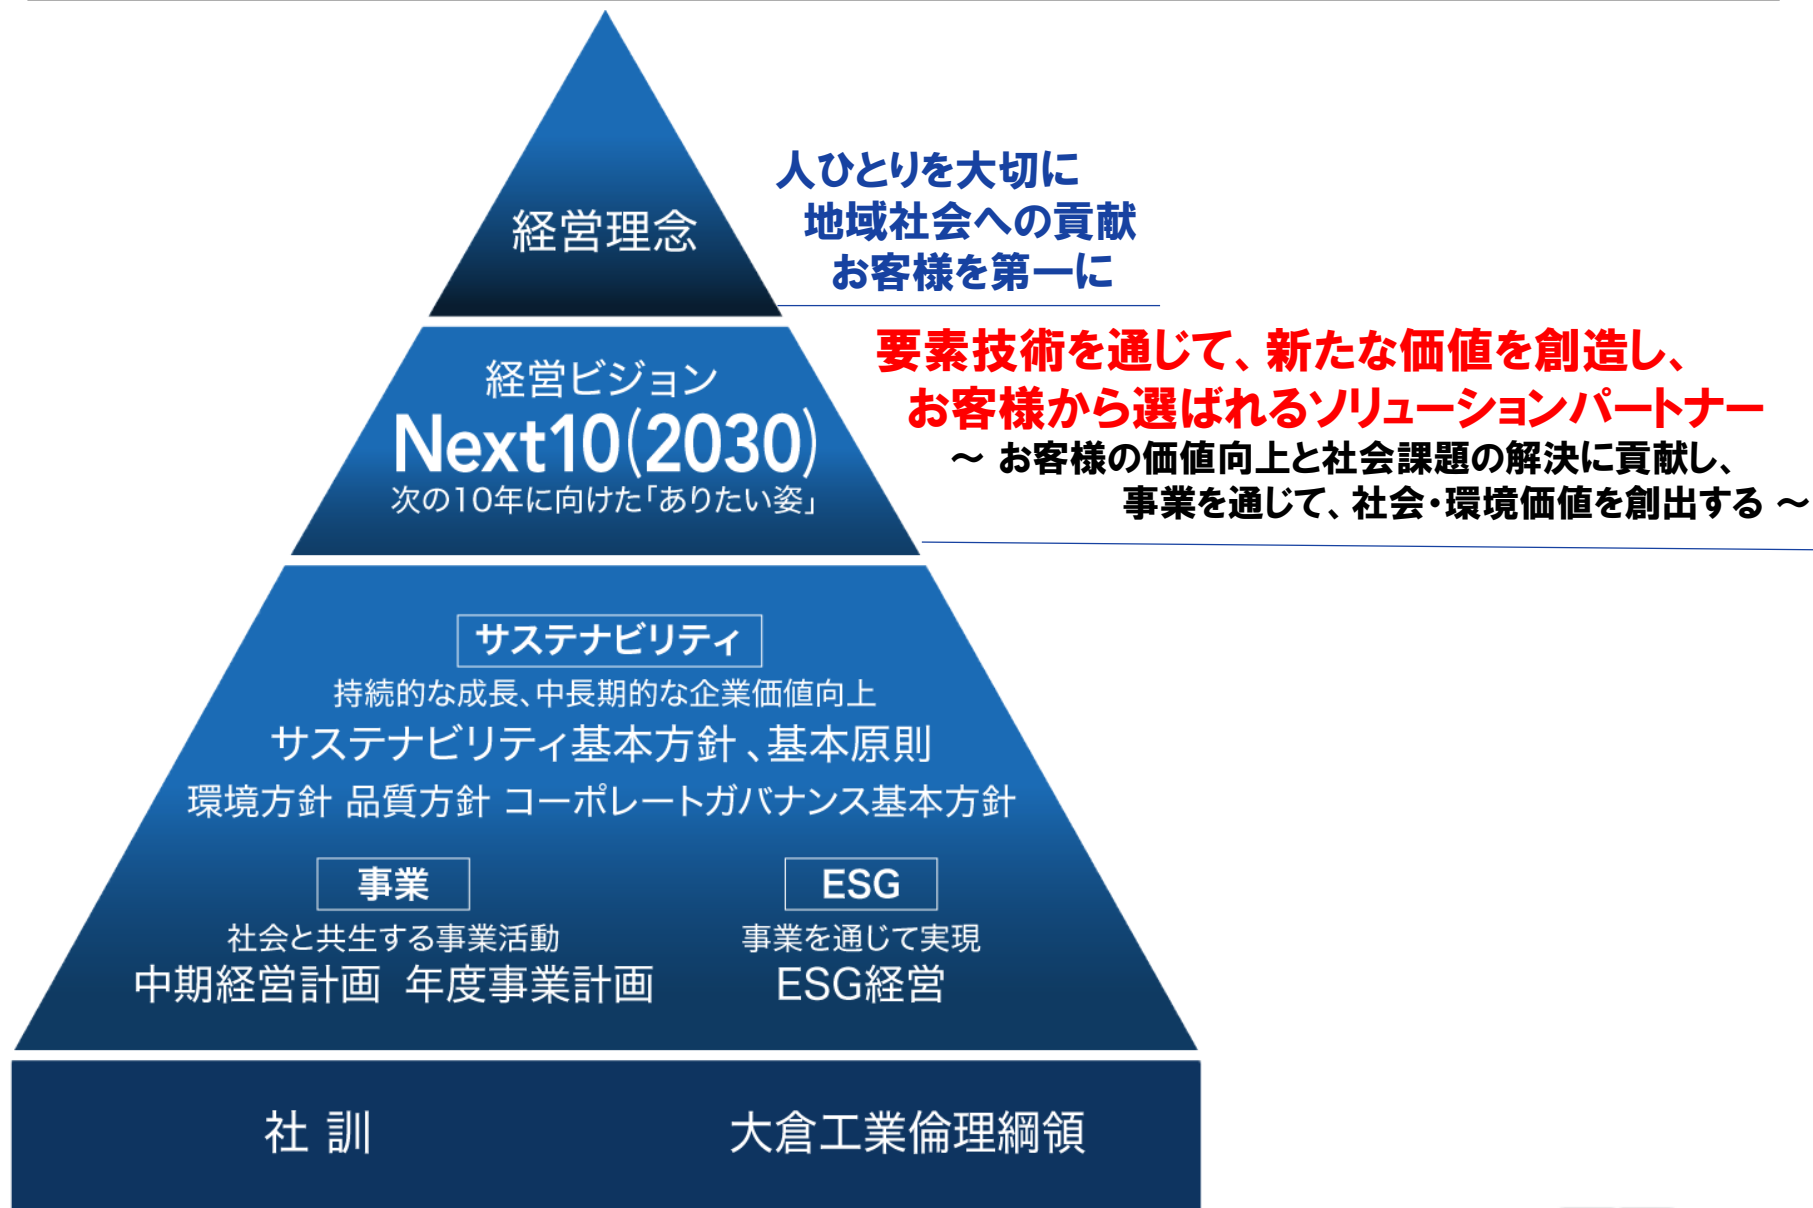 人ひとりを大切に
地域社会への貢献
お客様を第一に
経営理念
要素技術を通じて、新たな価値を創造し、
お客様から選ばれるソリューションパートナー
～ お客様の価値向上と社会課題の解決に貢献し、
事業を通じて、社会・環境価値を創出する ～
経営ビジョン
Next10(2030)
次の10年に向けた「ありたい姿」
サステナビリティ
持続的な成長、中長期的な企業価値向上
サステナビリティ基本方針、基本原則
環境方針 品質方針 コーポレートガバナンス基本方針
事業
社会と共生する事業活動
中期経営計画 年度事業計画
ESG
事業を通じて実現
ESG経営
社 訓
大倉工業倫理綱領